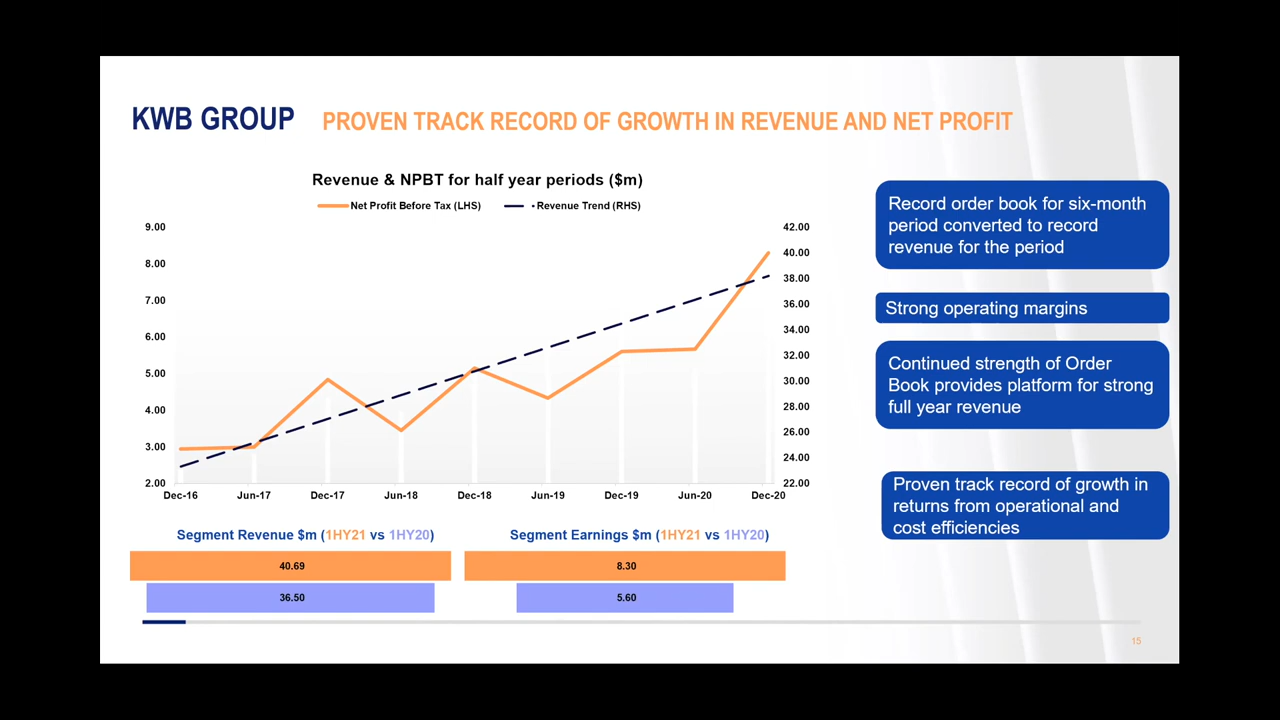 KWB GROUP PROVEN TRACK RECORD OF GROWTH IN REVENUE AND NET PROFIT
Revenue & NPBT for half year periods ($m)
Net Profit Before Tax (LHS) Revenue Trend (RHS)
9.00
8.00
7.00
6.00
5.00
4.00
3.00
2.00
42.00
40.00
38.00
36.00
34.00
32.00
30.00
28.00
26.00
24.00
22.00
Dec-16 Jun-17 Dec-17 Jun-18 Dec-18 Jun-19 Dec-19 Jun-20 Dec-20
Segment Revenue $m (1HY21 vs 1HY20)
40.69
36.50
Segment Earnings $m (1HY21 vs 1HY20)
8.30
5.60
Record order book for six-month
period converted to record
revenue for the period
Strong operating margins
Continued strength of Order
Book provides platform for strong
full year revenue
Proven track record of growth in
returns from operational and
cost efficiencies
15